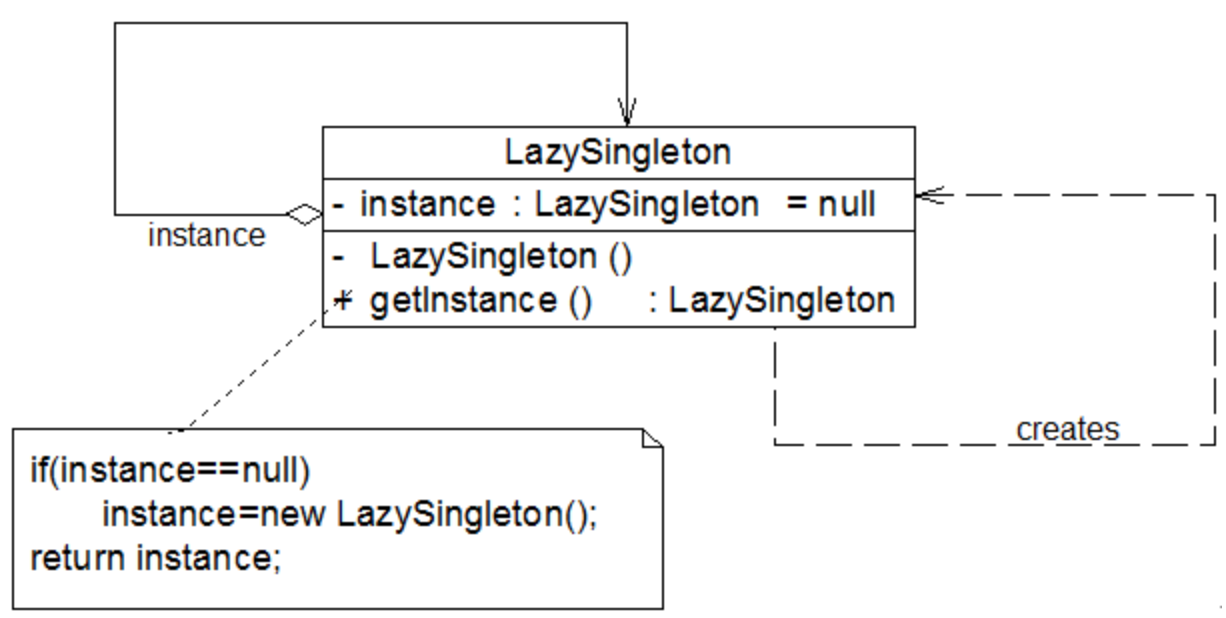 LazySingleton
- instance : LazySingleton = null
instance
- LazySingleton ()
+ getInstance () : LazySingleton
creates
if(instance==null)
instance=new LazySingleton();
return instance;